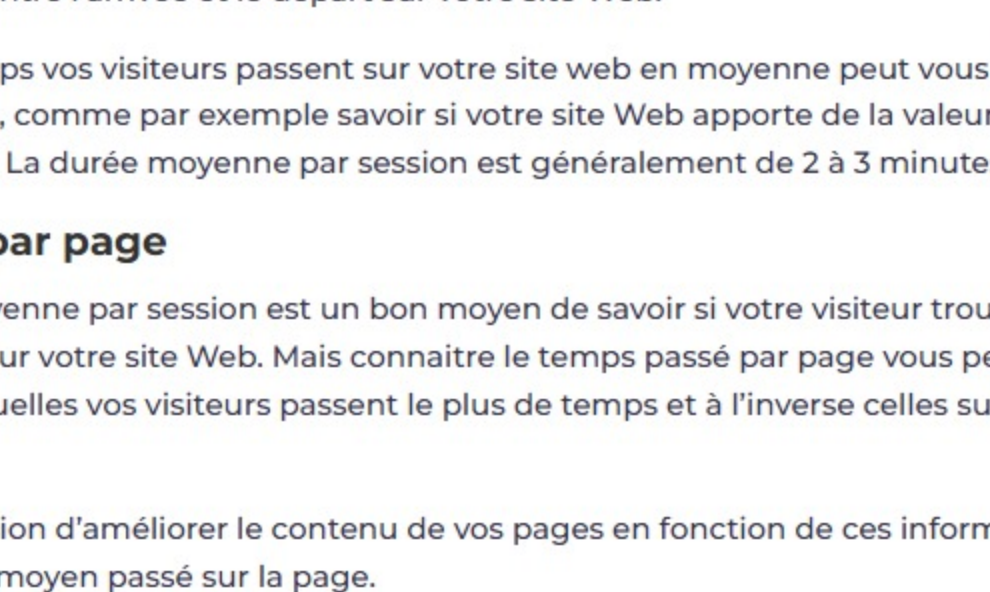 ps vos visiteurs passent sur votre site web en moyenne peut vous
, comme par exemple savoir si votre site Web apporte de la valeur
La durée moyenne par session est généralement de 2 à 3 minute
par page
enne par session est un bon moyen de savoir si votre visiteur trou
ur votre site Web. Mais connaitre le temps passé par page vous pe
uelles vos visiteurs passent le plus de temps et à l'inverse celles su
ion d'améliorer le contenu de vos pages en fonction de ces inform
moyen passé sur la page.